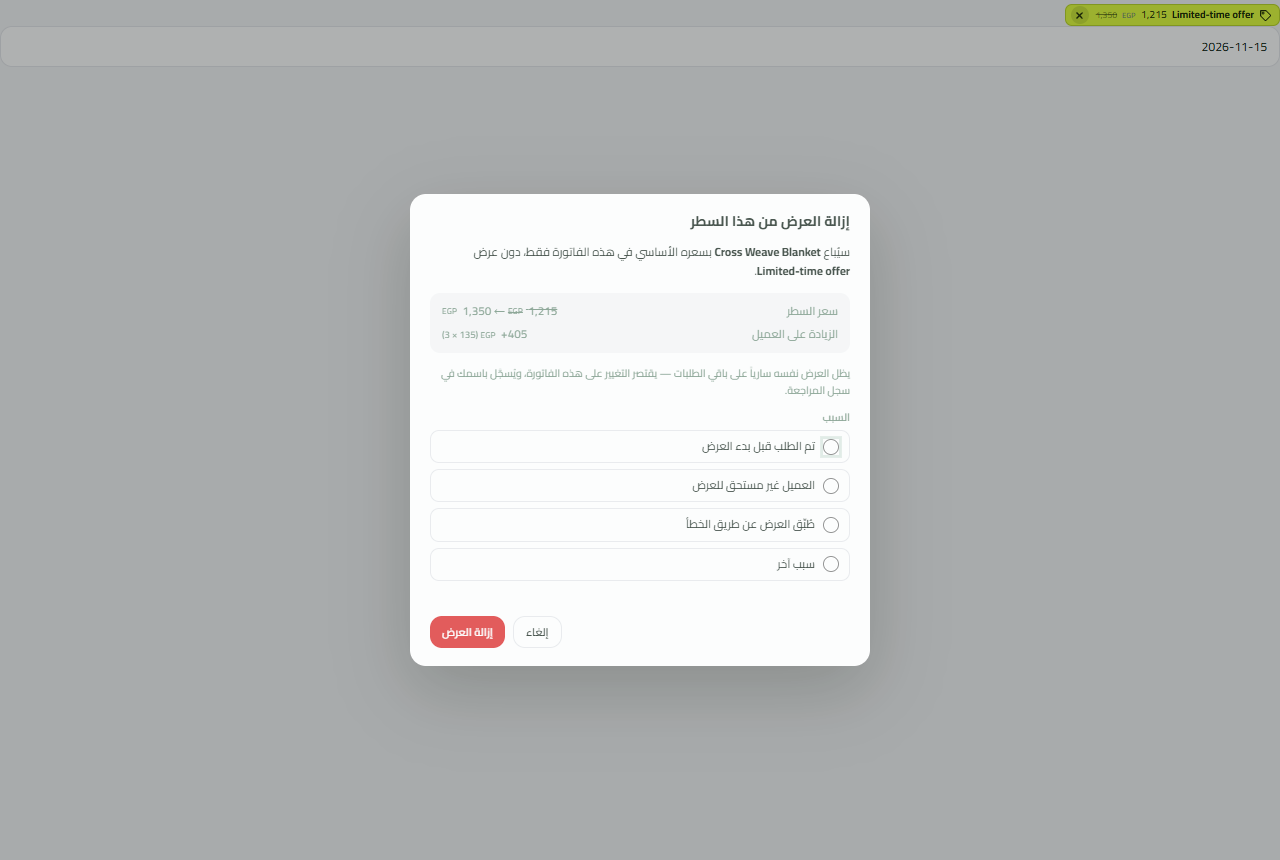 Limited-time offer 1,215 EGP 1,350
2026-11-15
إزالة العرض من هذا السطر
سيُباع Cross Weave Blanket بسعره الأساسي في هذه الفاتورة فقط، دون عرض
Limited-time offer.
سعر السطر
1,215 EGP ← 1,350 EGP
الزيادة على العميل
+405 EGP (3 × 135)
يظل العرض نفسه سارياً على باقي الطلبات — يقتصر التغيير على هذه الفاتورة، ويُسجّل باسمك في
سجل المراجعة.
السبب
تم الطلب قبل بدء العرض
العميل غير مستحق للعرض
طُبِّق العرض عن طريق الخطأ
سبب آخر
إلغاء
إزالة العرض